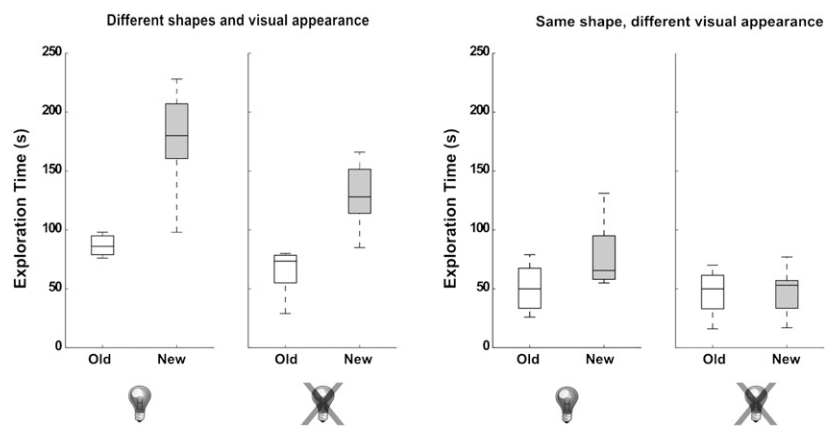 Different shapes and visual appearance
Same shape, different visual appearance
Exploration Time (s)
250
200
150
100
50
0
Old New
Old New
Exploration Time (s)
250
200
150
100
50
0
Old New
Old New